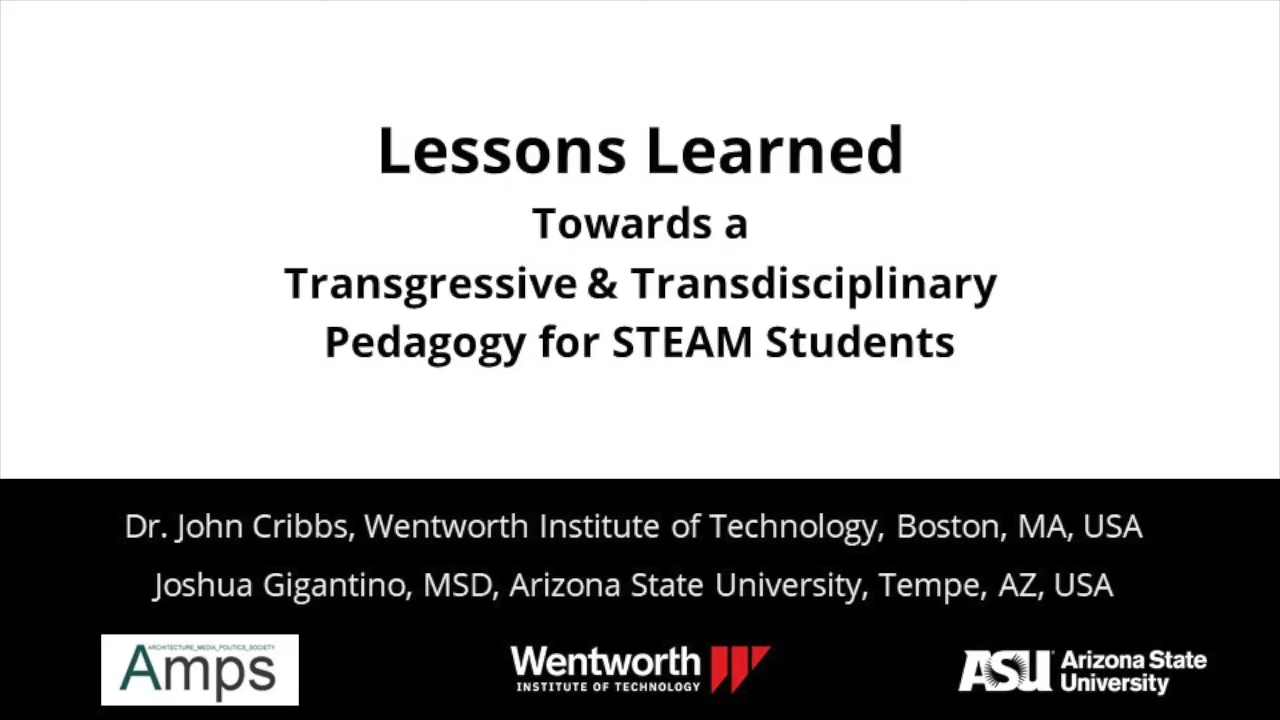 Lessons Learned
Towards a
Transgressive & Transdisciplinary
Pedagogy for STEAM Students
Dr. John Cribbs, Wentworth Institute of Technology, Boston, MA, USA
Joshua Gigantino, MSD, Arizona State University, Tempe, AZ, USA
ARCHITECTURE_MEDIA_POLITICS_SOCIETY
Amps
Wentworth
INSTITUTE OF TECHNOLOGY
ASU Arizona State
University